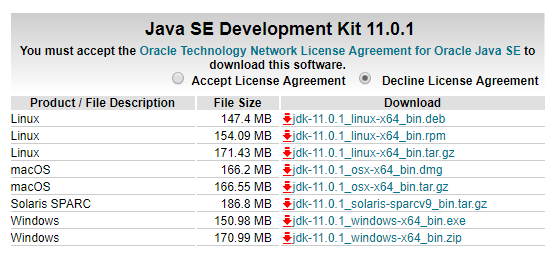 Java SE Development Kit 11.0.1
You must accept the Oracle Technology Network License Agreement for Oracle Java SE to
download this software.
Accept License Agreement Decline License Agreement
Product / File Description File Size Download
Linux 147.4 MB jdk-11.0.1_linux-x64_bin.deb
Linux 154.09 MB jdk-11.0.1_linux-x64_bin.rpm
Linux 171.43 MB jdk-11.0.1_linux-x64_bin.tar.gz
macOS 166.2 MB jdk-11.0.1_osx-x64_bin.dmg
macOS 166.55 MB jdk-11.0.1_osx-x64_bin.tar.gz
Solaris SPARC 186.8 MB jdk-11.0.1_solaris-sparcv9_bin.tar.gz
Windows 150.98 MB jdk-11.0.1_windows-x64_bin.exe
Windows 170.99 MB jdk-11.0.1_windows-x64_bin.zip